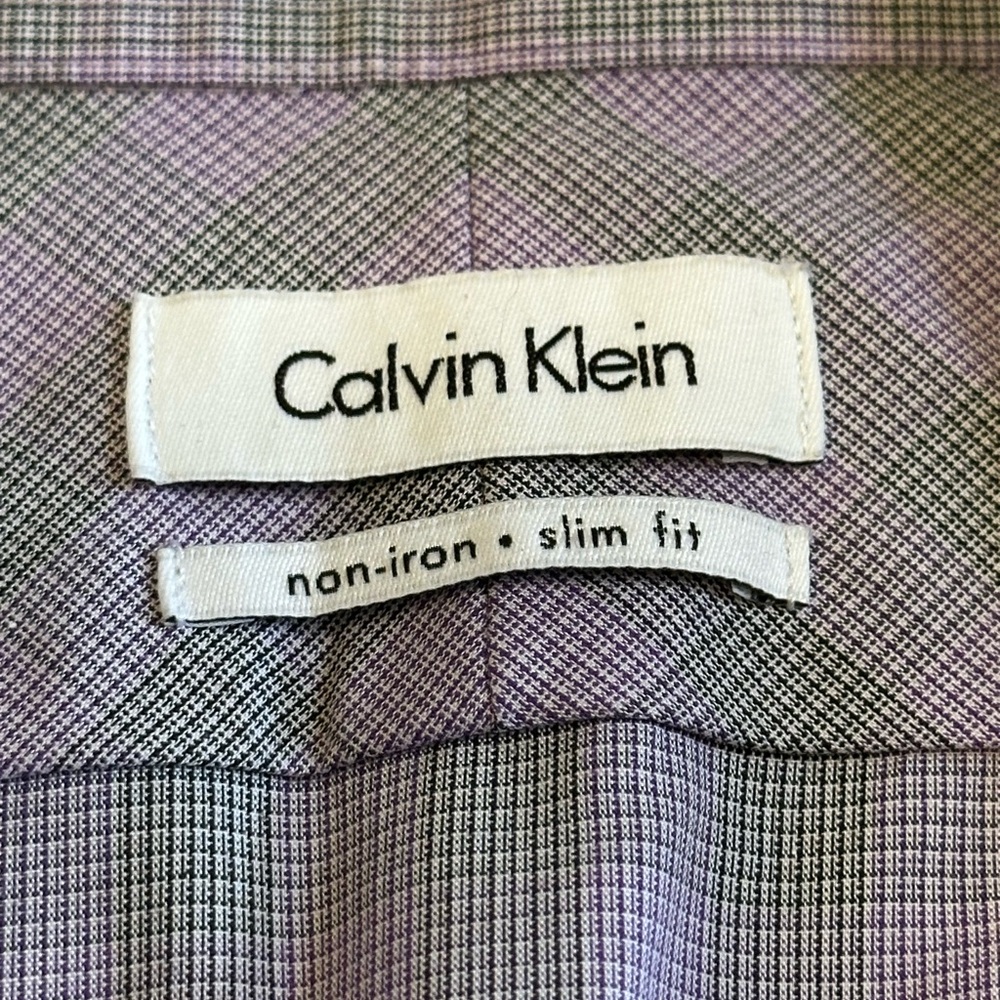 Calvin Klein
non-iron • slim fit